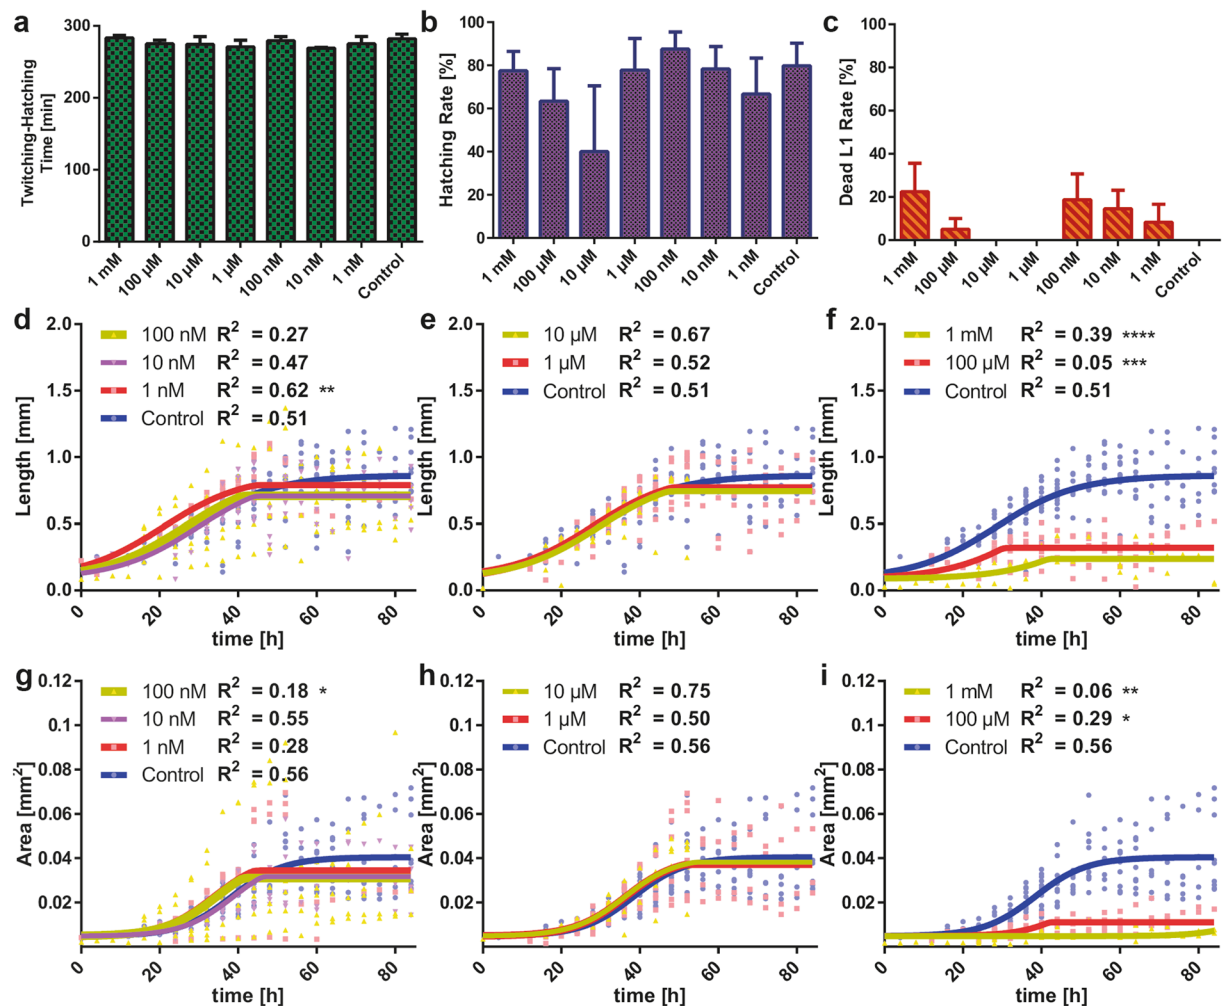 a
Twitching-Hatching
Time [min]
300
200
100
0
1 mM
100 µM
10 µM
1 µM
100 nM
10 nM
1 nM
Control
b
Hatching Rate [%]
100
80
60
40
20
0
1 mM
100 µM
10 µM
1 µM
100 nM
10 nM
1 nM
Control
c
Dead L1 Rate [%]
100
80
60
40
20
0
1 mM
100 µM
10 µM
1 µM
100 nM
10 nM
1 nM
Control
d
100 nM R² = 0.27
10 nM R² = 0.47
1 nM R² = 0.62 **
Control R² = 0.51
Length [mm]
2.0
1.5
1.0
0.5
0.0
0 20 40 60 80
time [h]
e
10 µM R² = 0.67
1 µM R² = 0.52
Control R² = 0.51
Length [mm]
2.0
1.5
1.0
0.5
0.0
0 20 40 60 80
time [h]
f
1 mM R² = 0.39 ****
100 µM R² = 0.05 ***
Control R² = 0.51
Length [mm]
2.0
1.5
1.0
0.5
0.0
0 20 40 60 80
time [h]
g
100 nM R² = 0.18 *
10 nM R² = 0.55
1 nM R² = 0.28
Control R² = 0.56
Area [mm²]
0.12
0.1
0.08
0.06
0.04
0.02
0 20 40 60 80
time [h]
h
10 µM R² = 0.75
1 µM R² = 0.50
Control R² = 0.56
Area [mm²]
0.12
0.1
0.08
0.06
0.04
0.02
0 20 40 60 80
time [h]
i
1 mM R² = 0.06 **
100 µM R² = 0.29 *
Control R² = 0.56
Area [mm²]
0.12
0.1
0.08
0.06
0.04
0.02
0 20 40 60 80
time [h]